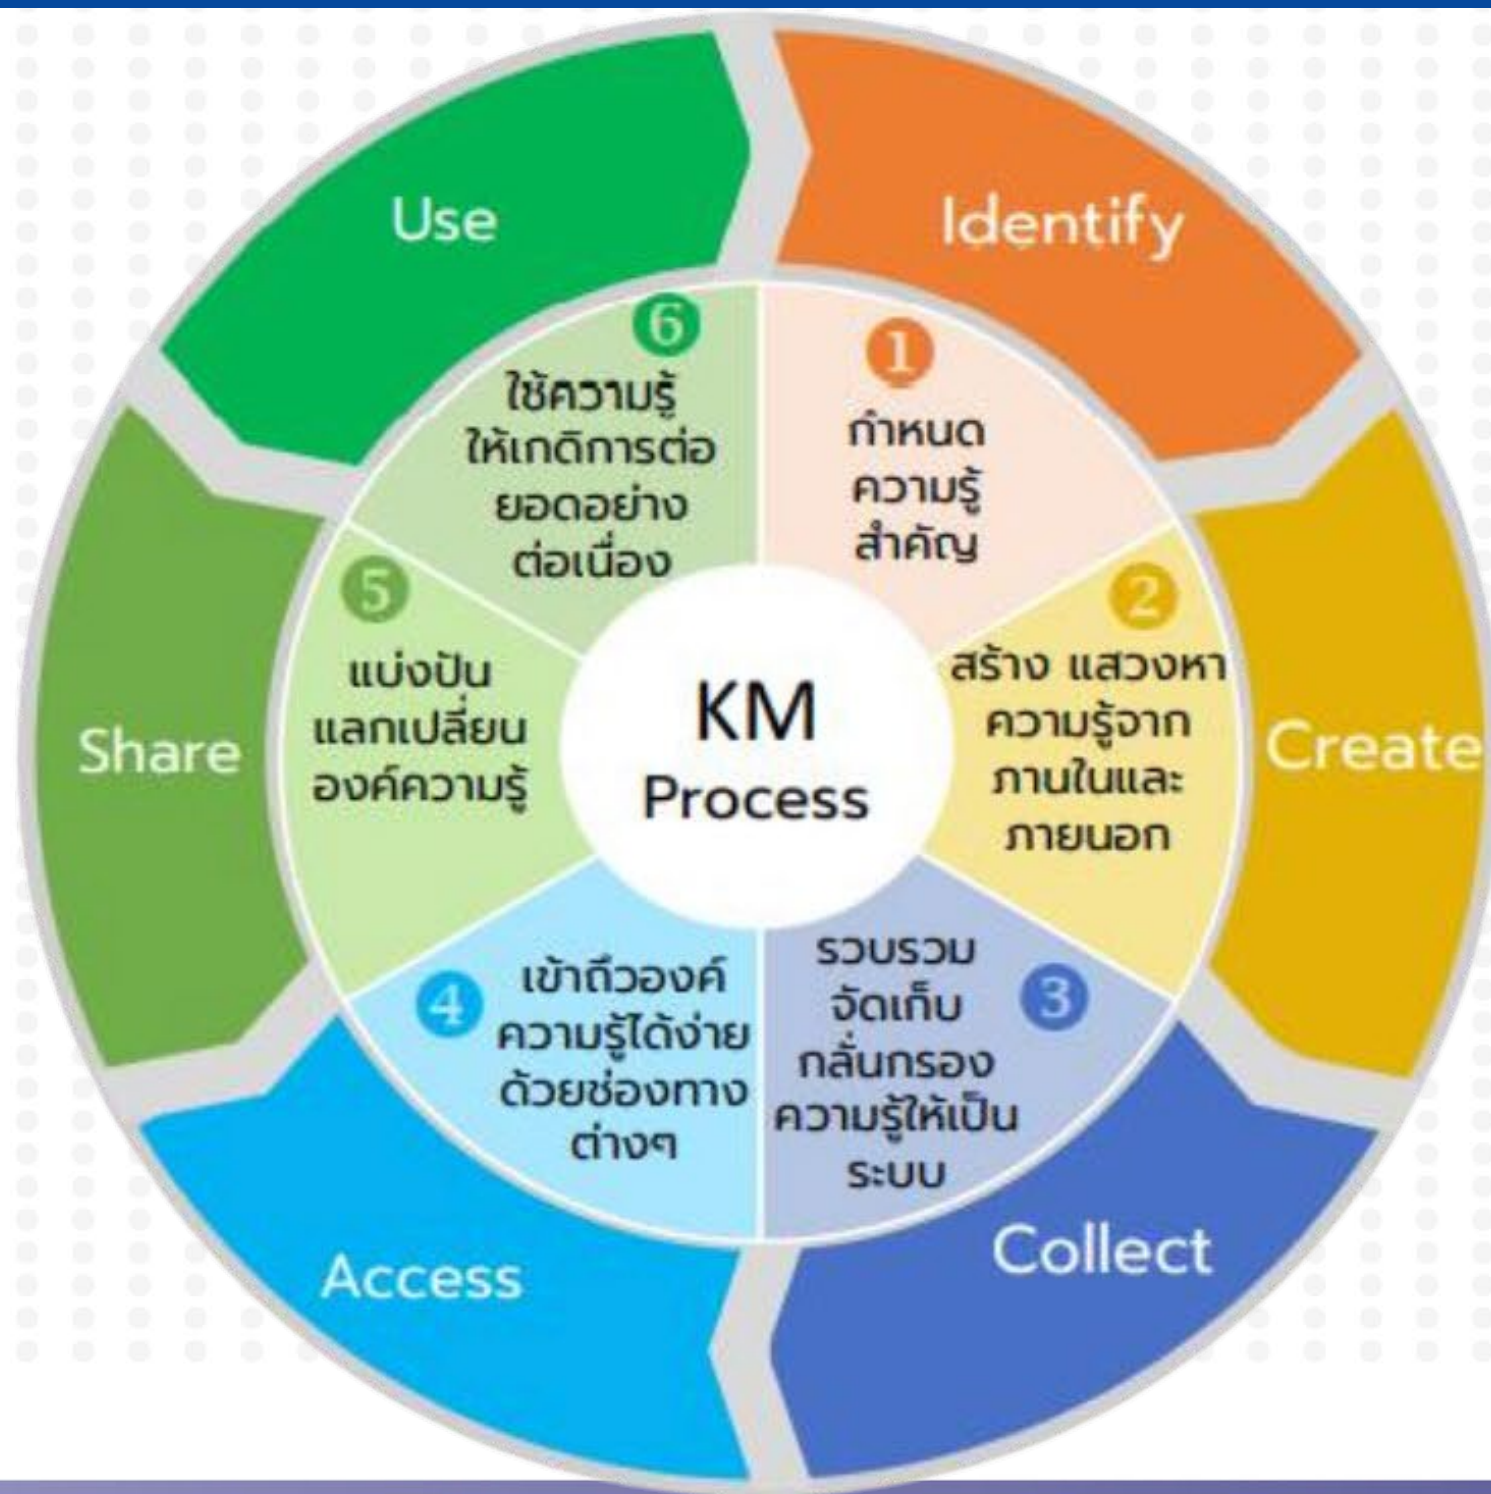 Use
Identify
6
ใช้ความรู้
ให้เกดิการต่อ
ยอดอย่าง
ต่อเนื่อง
1
กำหนด
ความรู้
สำคัญ
5
แบ่งปัน
แลกเปลี่ยน
องค์ความรู้
Share
KM
Process
2
สร้าง แสวงหา
ความรู้จาก
ภานในและ
ภายนอก
Create
4
เข้าถึวองค์
ความรู้ได้ง่าย
ด้วยช่องทาง
ต่างๆ
3
รวบรวม
จัดเก็บ
กลั่นกรอง
ความรู้ให้เป็น
ระบบ
Access
Collect